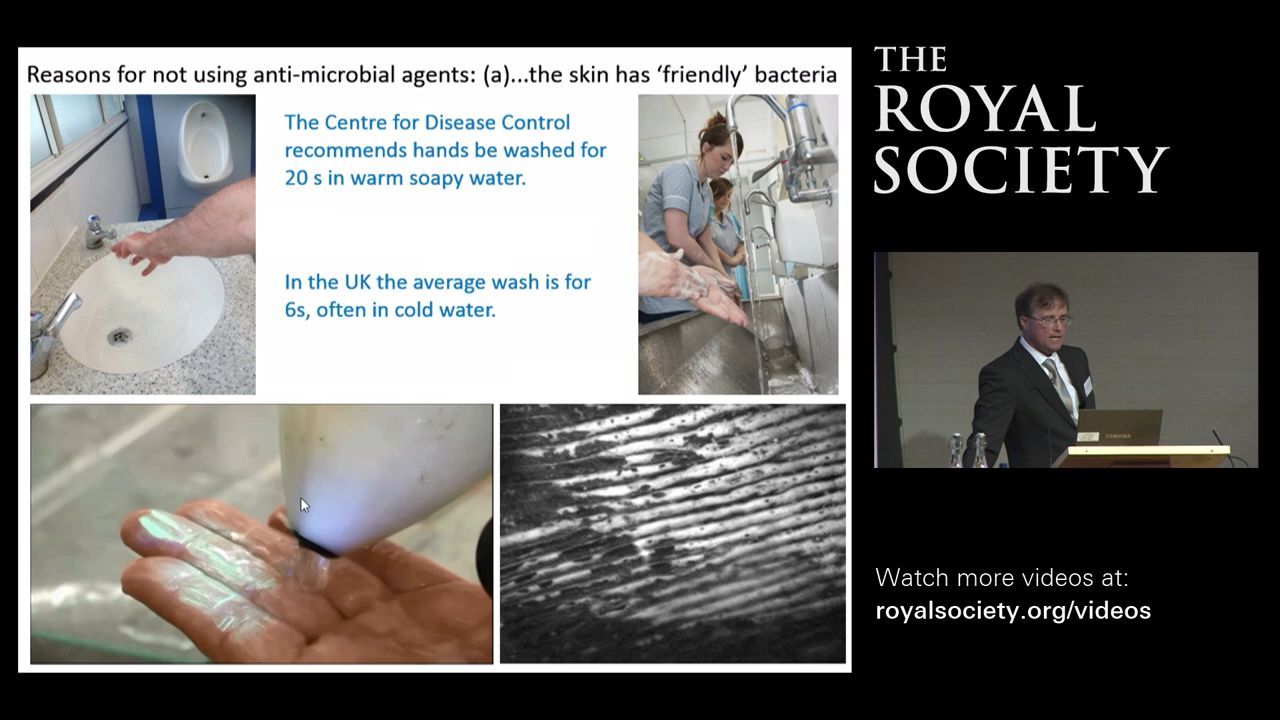 Reasons for not using anti-microbial agents: (a)...the skin has ‘friendly’ bacteria
The Centre for Disease Control
recommends hands be washed for
20 s in warm soapy water.
In the UK the average wash is for
6s, often in cold water.
THE
ROYAL
SOCIETY
TOSHIBA
Watch more videos at:
royalsociety.org/videos